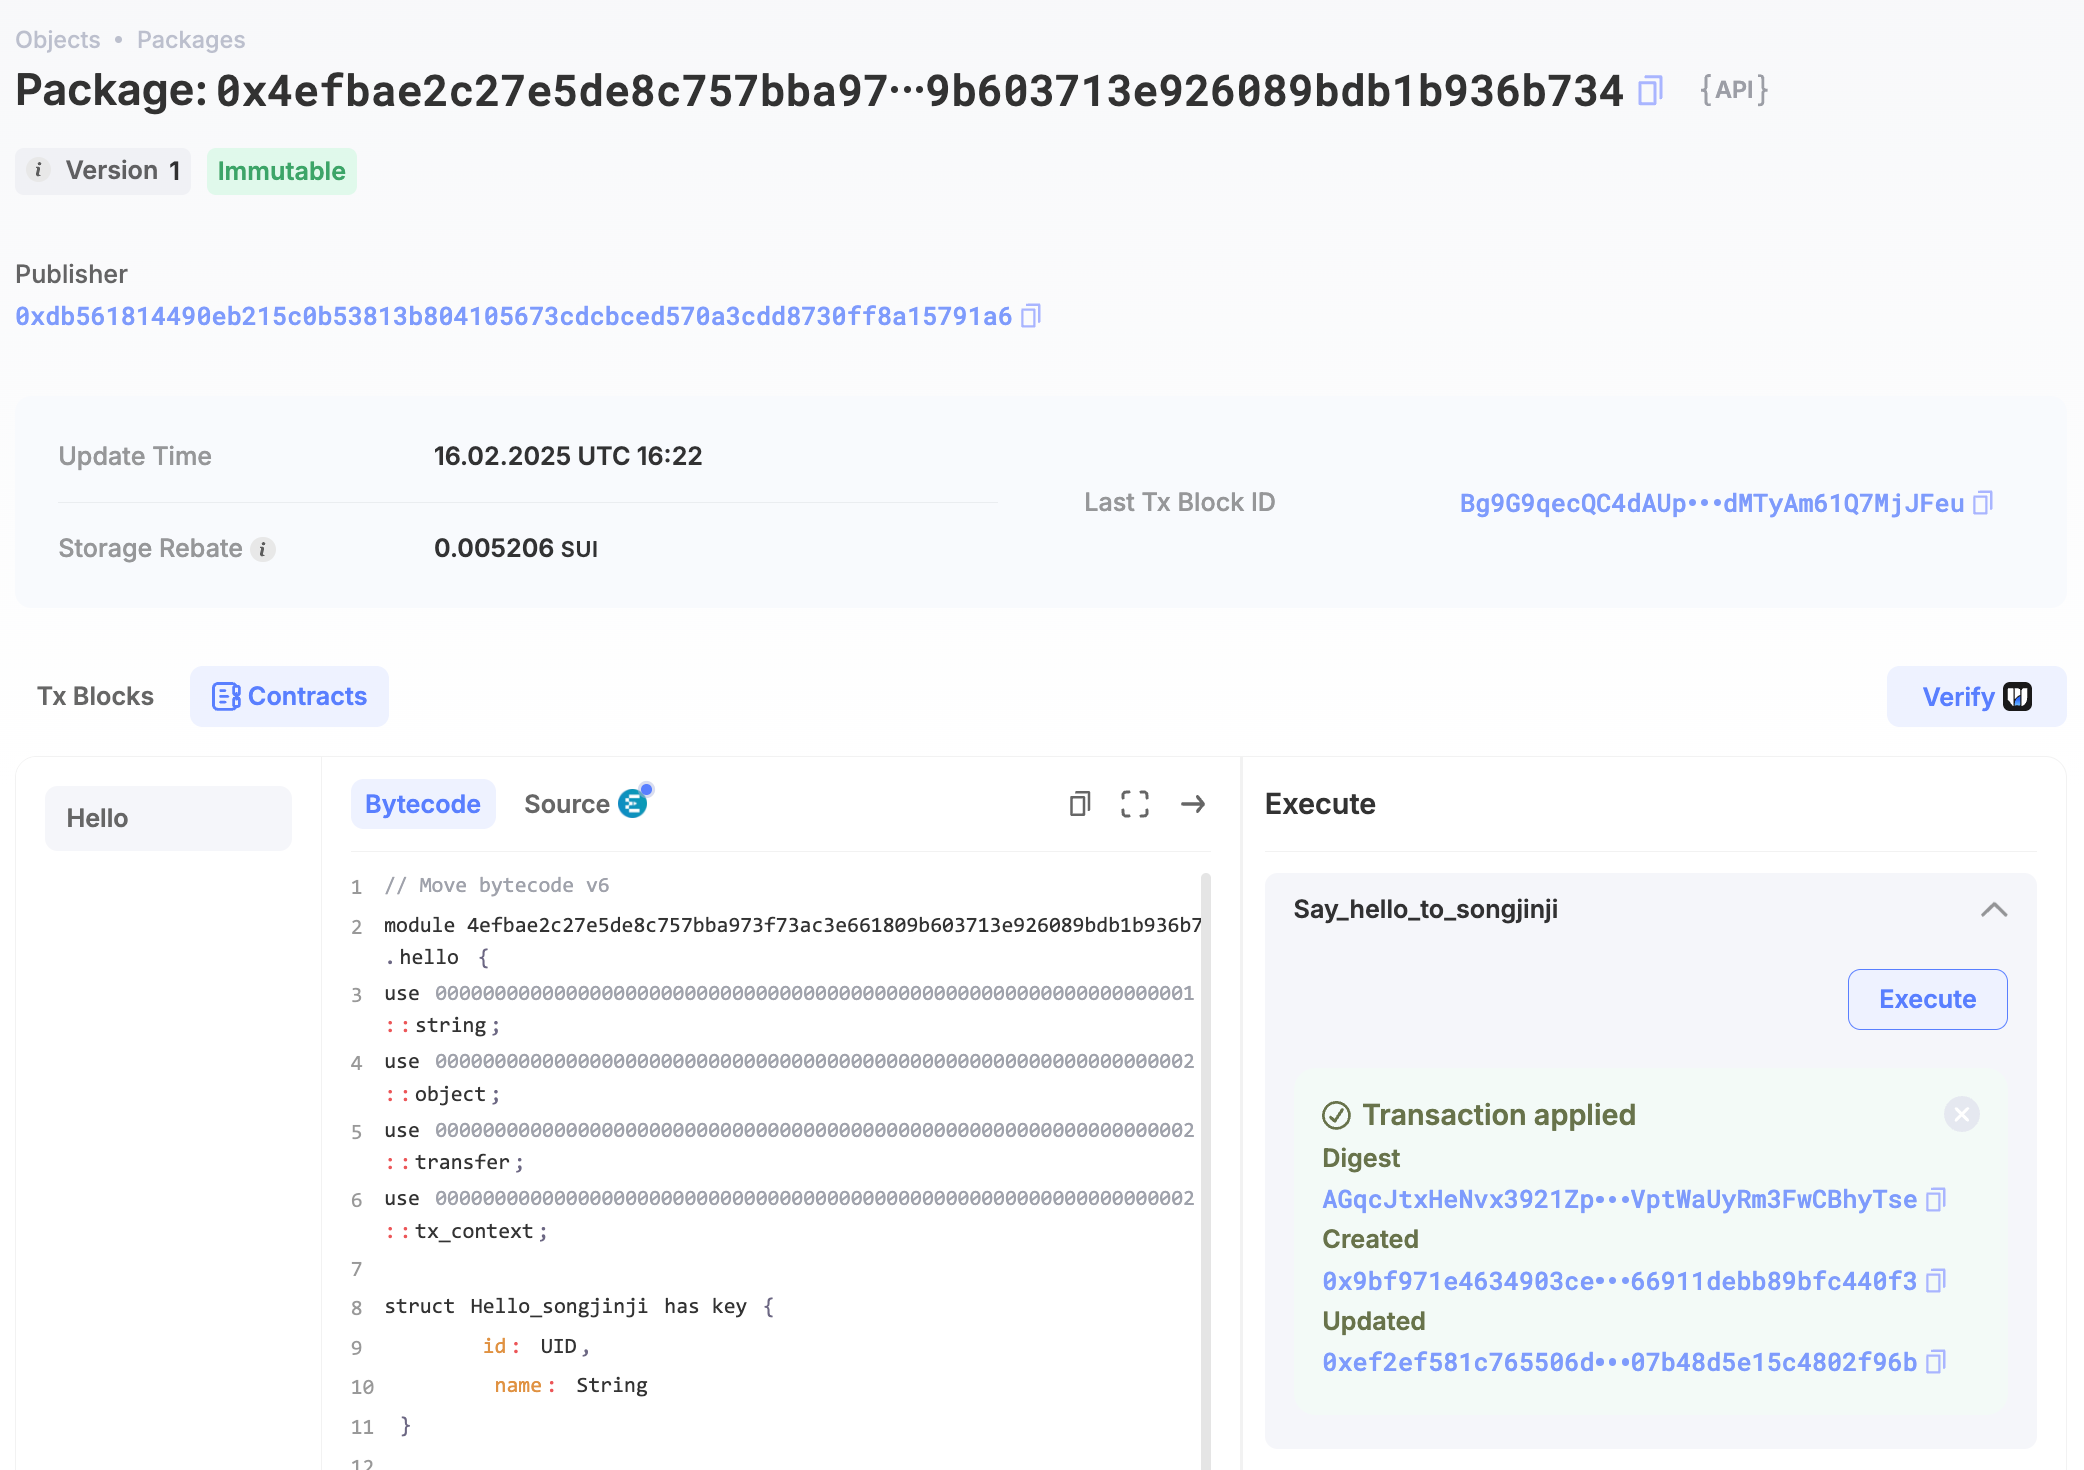 Objects • Packages
Package: 0x4efbae2c27e5de8c757bba97···9b603713e926089bdb1b936b734 {API}
i Version 1 Immutable
Publisher
0xdb561814490eb215c0b53813b804105673cdcbced570a3cdd8730ff8a15791a6
Update Time 16.02.2025 UTC 16:22
Storage Rebate i 0.005206 SUI
Last Tx Block ID Bg9G9qecQC4dAUp•••dMTyAm61Q7MjJFeu
Tx Blocks Contracts Verify
Hello
Bytecode Source
1 // Move bytecode v6
2 module 4efbae2c27e5de8c757bba973f73ac3e661809b603713e926089bdb1b936b7
.hello {
3 use 0000000000000000000000000000000000000000000000000000000000000001
::string;
4 use 0000000000000000000000000000000000000000000000000000000000000002
::object;
5 use 0000000000000000000000000000000000000000000000000000000000000002
::transfer;
6 use 0000000000000000000000000000000000000000000000000000000000000002
::tx_context;
7
8 struct Hello_songjinji has key {
9 id: UID,
10 name: String
11 }
12
Execute
Say_hello_to_songjinji
Execute
Transaction applied
Digest
AGqcJtxHeNvx3921Zp•••VptWaUyRm3FwCBhyTse
Created
0x9bf971e4634903ce•••66911debb89bfc440f3
Updated
0xef2ef581c765506d•••07b48d5e15c4802f96b